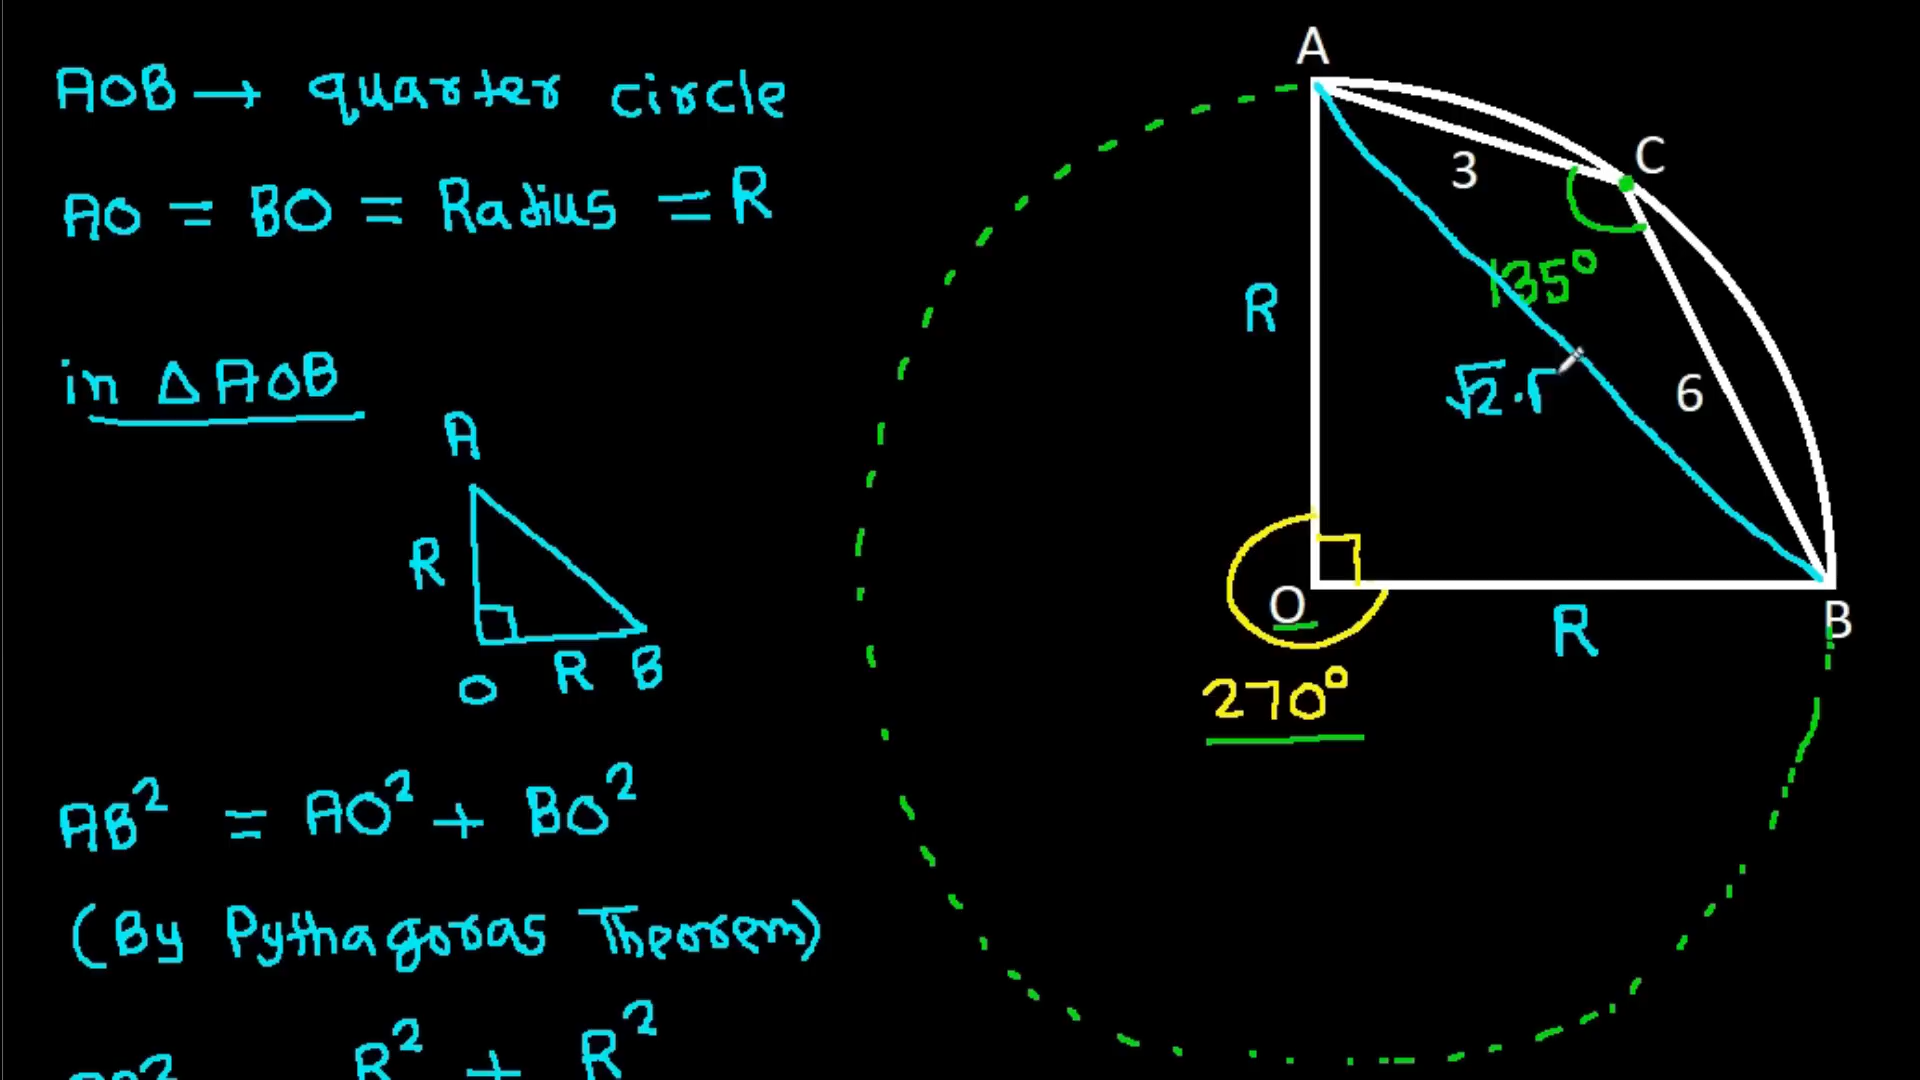 AOB → quarter circle
AO = BO = Radius = R
in △AOB
A
R
O
R
B
AB² = AO² + BO²
(By Pythagoras Theorem)
R² + R²
A
C
3
135°
R
√2.
6
O
B
R
270°